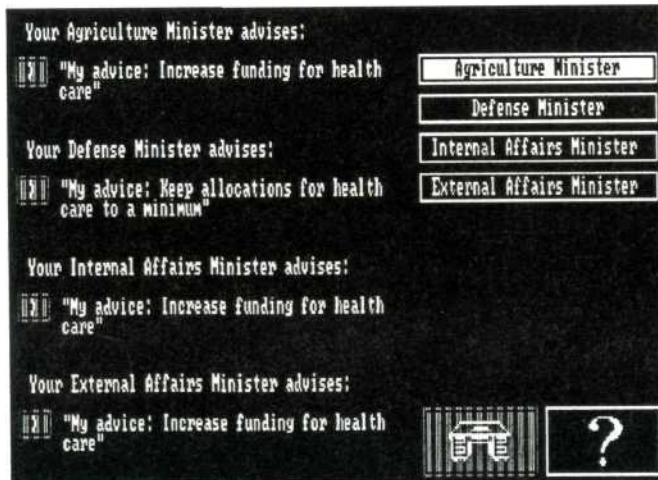 Your Agriculture Minister advises:
"My advice: Increase funding for health
care"
Your Defense Minister advises:
"My advice: Keep allocations for health
care to a minimum"
Your Internal Affairs Minister advises:
"My advice: Increase funding for health
care"
Your External Affairs Minister advises:
"My advice: Increase funding for health
care"
Agriculture Minister
Defense Minister
Internal Affairs Minister
External Affairs Minister
?